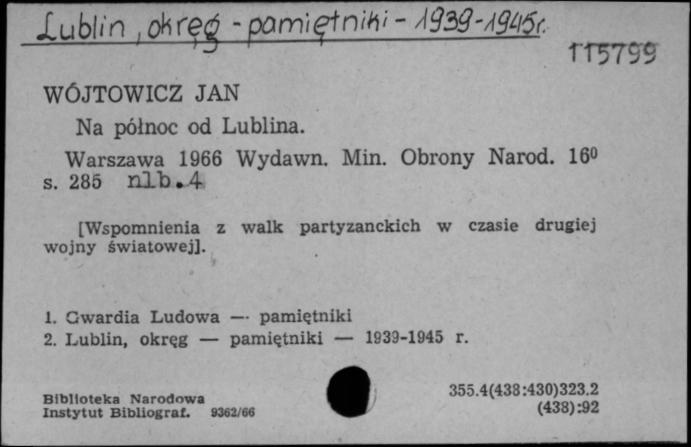 Lublin, okręg - pamiętniki - 1939-1945r.
115799
WÓJTOWICZ JAN
Na północ od Lublina.
Warszawa 1966 Wydawn. Min. Obrony Narod. 16⁰
s. 285 nlb.4
[Wspomnienia z walk partyzanckich w czasie drugiej
wojny światowej].
1. Gwardia Ludowa — pamiętniki
2. Lublin, okręg — pamiętniki — 1939-1945 r.
Biblioteka Narodowa
Instytut Bibliograf. 9362/66
355.4(438:430)323.2
(438):92